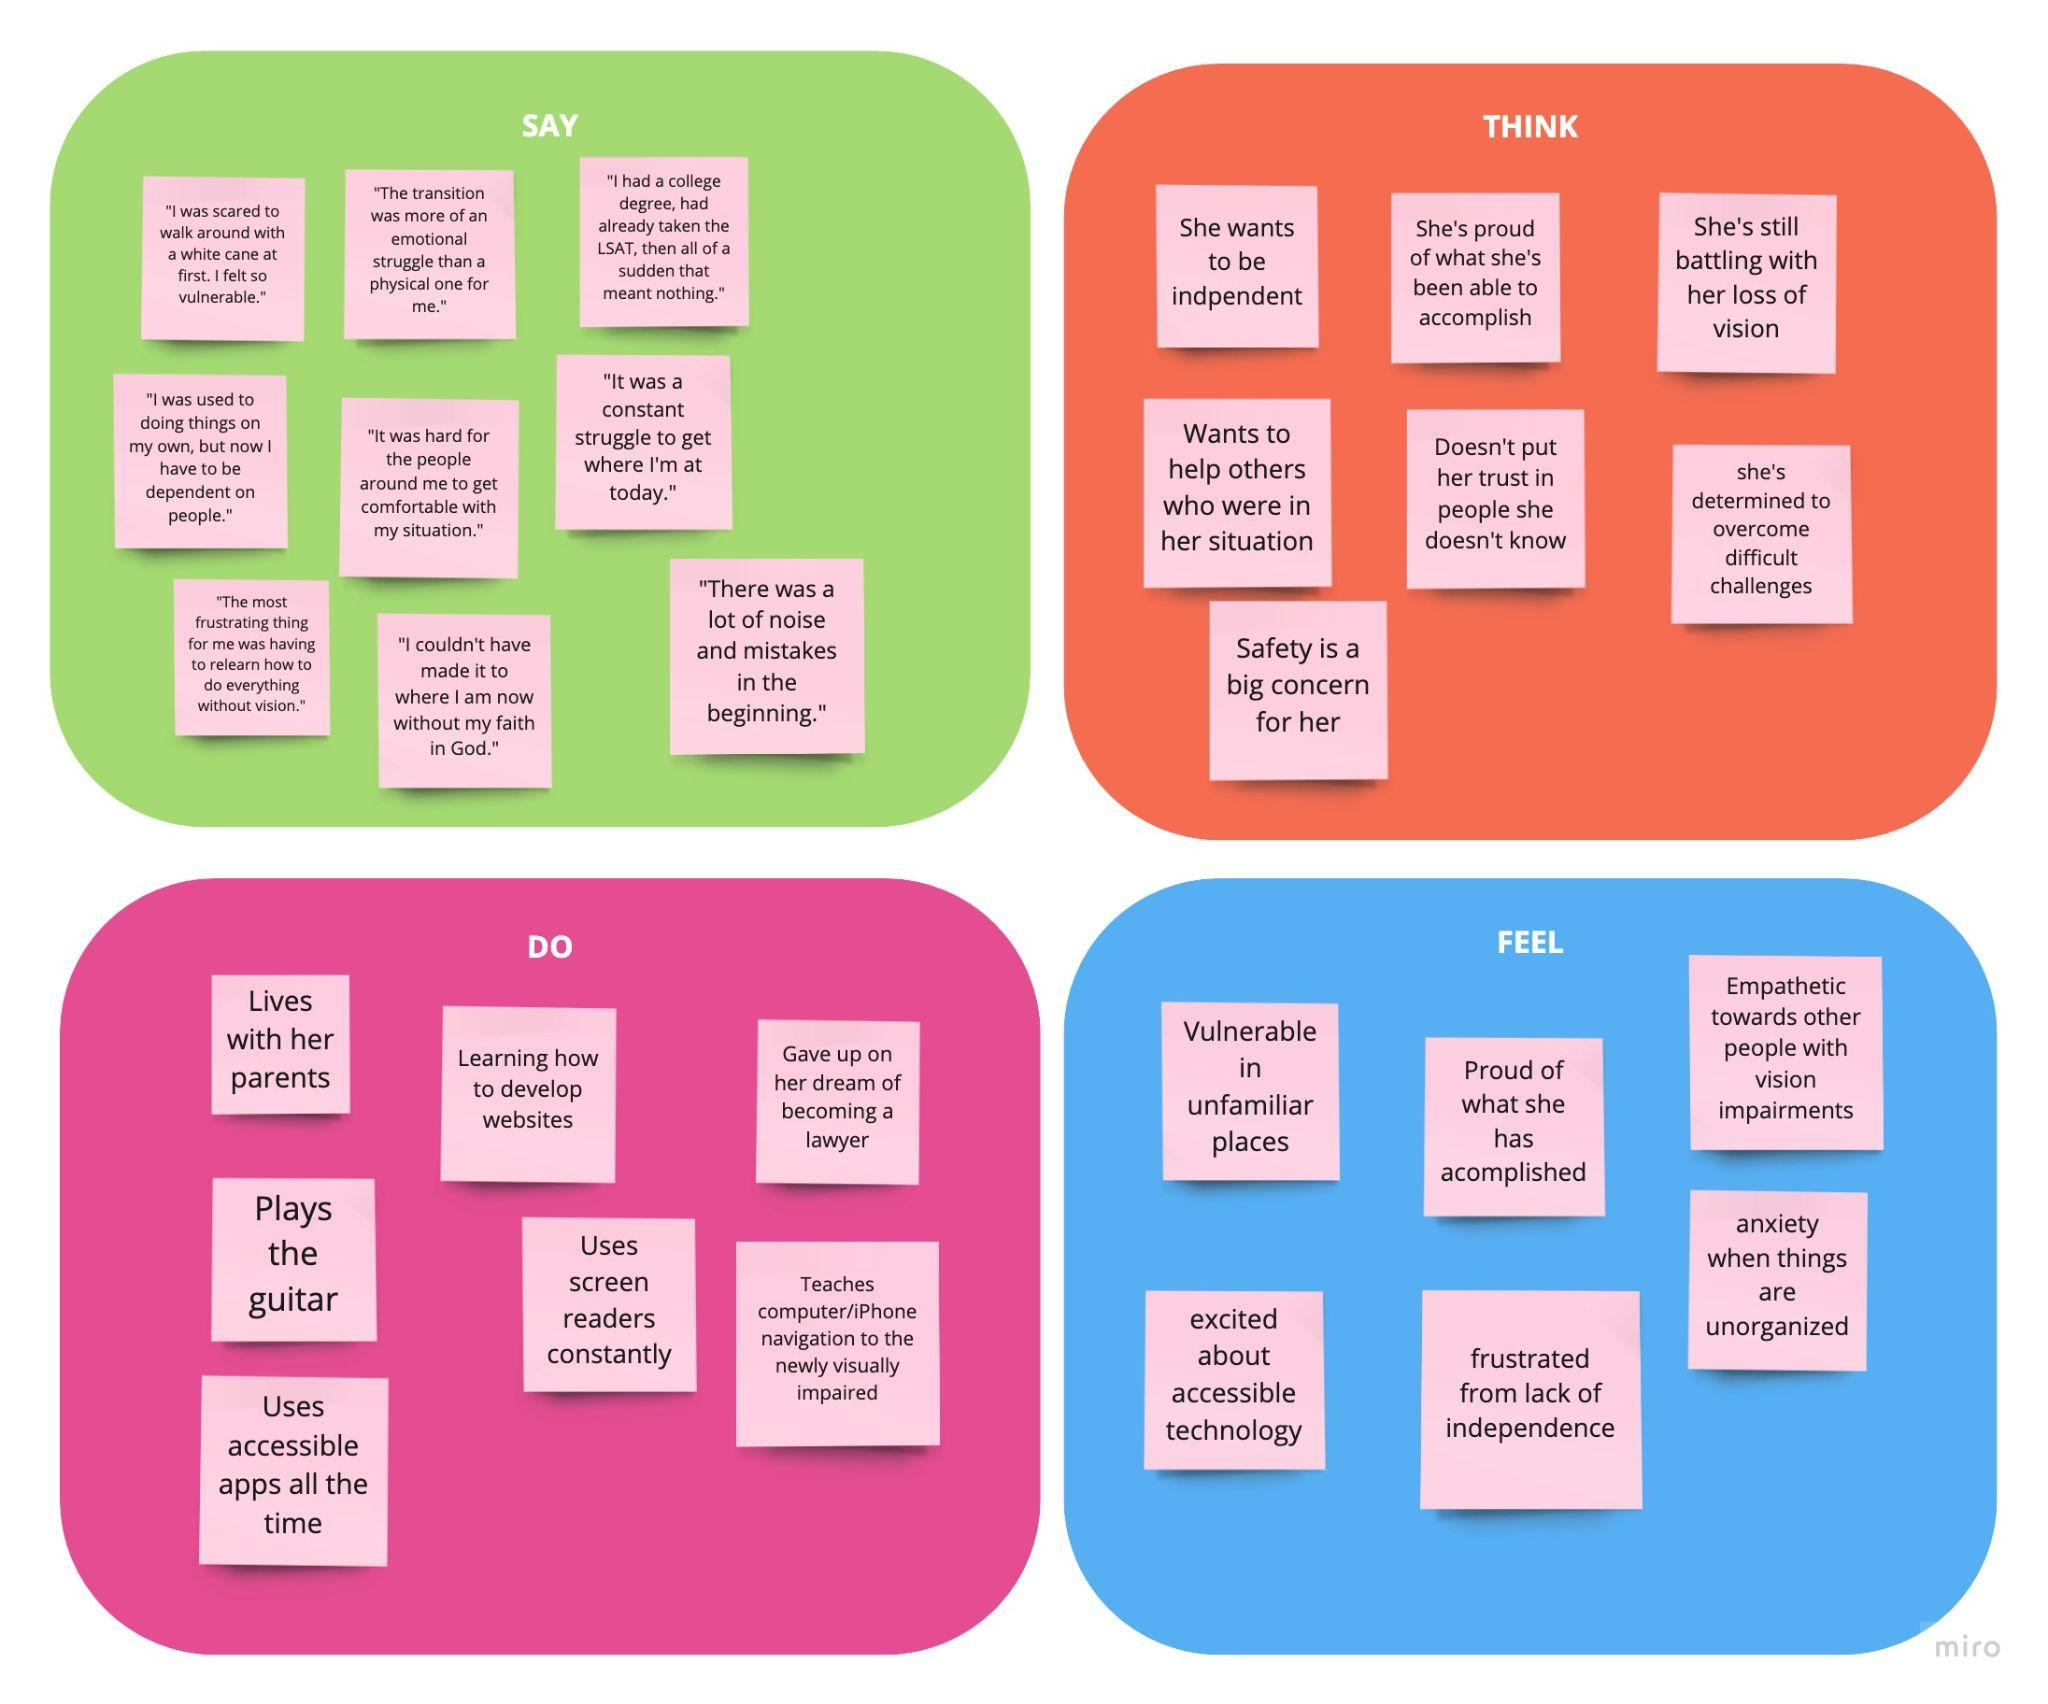 SAY
"I was scared to
walk around with
a white cane at
first. I felt so
vulnerable."
"The transition
was more of an
emotional
struggle than a
physical one for
me."
"I had a college
degree, had
already taken the
LSAT, then all of a
sudden that
meant nothing."
"I was used to
doing things on
my own, but now I
have to be
dependent on
people."
"It was hard for
the people
around me to get
comfortable with
my situation."
"It was a
constant
struggle to get
where I'm at
today."
"The most
frustrating thing
for me was having
to relearn how to
do everything
without vision."
"I couldn't have
made it to
where I am now
without my faith
in God."
"There was a
lot of noise
and mistakes
in the
beginning."
THINK
She wants
to be
indpendent
She's proud
of what she's
been able to
accomplish
She's still
battling with
her loss of
vision
Wants to
help others
who were in
her situation
Doesn't put
her trust in
people she
doesn't know
she's
determined to
overcome
difficult
challenges
Safety is a
big concern
for her
DO
Lives
with her
parents
Learning how
to develop
websites
Gave up on
her dream of
becoming a
lawyer
Plays
the
guitar
Uses
screen
readers
constantly
Teaches
computer/iPhone
navigation to the
newly visually
impaired
Uses
accessible
apps all the
time
FEEL
Vulnerable
in
unfamiliar
places
Proud of
what she
has
acomplished
Empathetic
towards other
people with
vision
impairments
excited
about
accessible
technology
frustrated
from lack of
independence
anxiety
when things
are
unorganized
miro